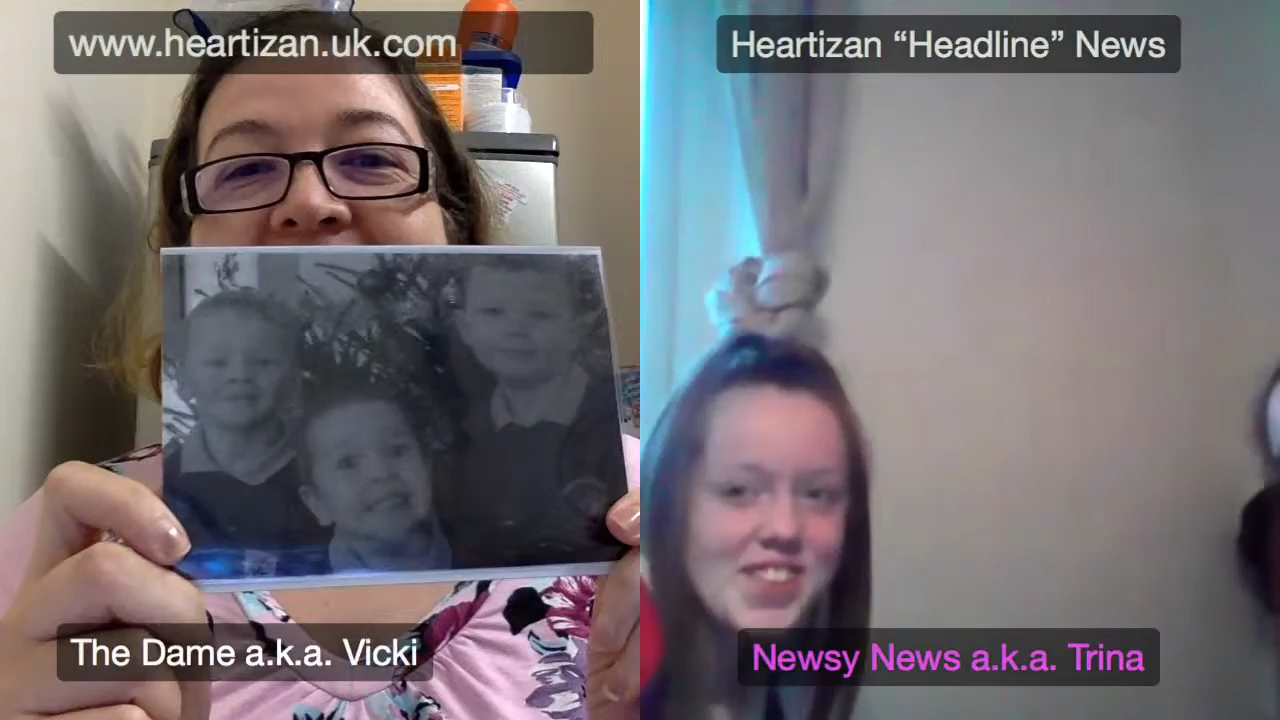 www.heartizan.uk.com
Heartizan “Headline” News
The Dame a.k.a. Vicki
Newsy News a.k.a. Trina